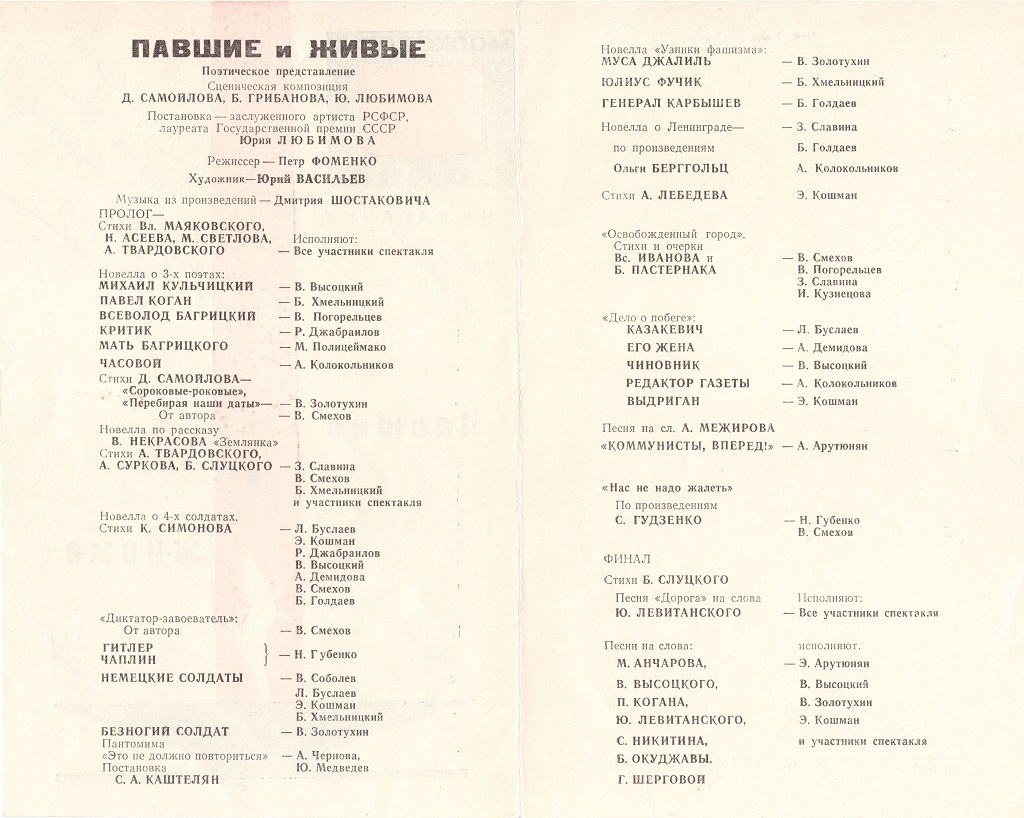 ПАВШИЕ и ЖИВЫЕ
Поэтическое представление
Сценическая композиция
Д. САМОЙЛОВА, Б. ГРИБАНОВА, Ю. ЛЮБИМОВА
Постановка — заслуженного артиста РСФСР,
лауреата Государственной премии СССР
Юрия ЛЮБИМОВА
Режиссер — Петр ФОМЕНКО
Художник—Юрий ВАСИЛЬЕВ
Музыка из произведений — Дмитрия ШОСТАКОВИЧА
ПРОЛОГ—
Стихи Вл. МАЯКОВСКОГО,
Н. АСЕЕВА, М. СВЕТЛОВА, Исполняют:
А. ТВАРДОВСКОГО — Все участники спектакля
Новелла о 3-х поэтах:
МИХАИЛ КУЛЬЧИЦКИЙ — В. Высоцкий
ПАВЕЛ КОГАН — Б. Хмельницкий
ВСЕВОЛОД БАГРИЦКИЙ — В. Погорельцев
КРИТИК — Р. Джабраилов
МАТЬ БАГРИЦКОГО — М. Полицеймако
ЧАСОВОЙ — А. Колокольников
Стихи Д. САМОЙЛОВА—
«Сороковые-роковые»,
«Перебирая наши даты»— — В. Золотухин
От автора — В. Смехов
Новелла по рассказу
В. НЕКРАСОВА «Землянка»
Стихи А. ТВАРДОВСКОГО,
А. СУРКОВА, Б. СЛУЦКОГО — З. Славина
В. Смехов
Б. Хмельницкий
и участники спектакля
Новелла о 4-х солдатах.
Стихи К. СИМОНОВА — Л. Буслаев
Э. Кошман
Р. Джабраилов
В. Высоцкий
А. Демидова
В. Смехов
Б. Голдаев
«Диктатор-завоеватель»:
От автора — В. Смехов
ГИТЛЕР
ЧАПЛИН } — Н. Губенко
НЕМЕЦКИЕ СОЛДАТЫ — В. Соболев
Л. Буслаев
Э. Кошман
Б. Хмельницкий
БЕЗНОГИЙ СОЛДАТ — В. Золотухин
Пантомима
«Это не должно повториться» — А. Чернова,
Постановка Ю. Медведев
С. А. КАШТЕЛЯН
Новелла «Узники фашизма»:
МУСА ДЖАЛИЛЬ — В. Золотухин
ЮЛИУС ФУЧИК — Б. Хмельницкий
ГЕНЕРАЛ КАРБЫШЕВ — Б. Голдаев
Новелла о Ленинграде— — З. Славина
по произведениям Б. Голдаев
Ольги БЕРГГОЛЬЦ А. Колокольников
Стихи А. ЛЕБЕДЕВА Э. Кошман
«Освобожденный город».
Стихи и очерки
Вс. ИВАНОВА и — В. Смехов
Б. ПАСТЕРНАКА В. Погорельцев
З. Славина
И. Кузнецова
«Дело о побеге»:
КАЗАКЕВИЧ — Л. Буслаев
ЕГО ЖЕНА — А. Демидова
ЧИНОВНИК — В. Высоцкий
РЕДАКТОР ГАЗЕТЫ — А. Колокольников
ВЫДРИГАН — Э. Кошман
Песня на сл. А. МЕЖИРОВА
«КОММУНИСТЫ, ВПЕРЕД!» — А. Арутюнян
«Нас не надо жалеть»
По произведениям
С. ГУДЗЕНКО — Н. Губенко
В. Смехов
ФИНАЛ
Стихи Б. СЛУЦКОГО
Песня «Дорога» на слова Исполняют:
Ю. ЛЕВИТАНСКОГО — Все участники спектакля
Песни на слова: исполняют.
М. АНЧАРОВА, — Э. Арутюнян
В. ВЫСОЦКОГО, В. Высоцкий
П. КОГАНА, В. Золотухин
Ю. ЛЕВИТАНСКОГО, Э. Кошман
С. НИКИТИНА, и участники спектакля
Б. ОКУДЖАВЫ.
Г. ШЕРГОВОЙ